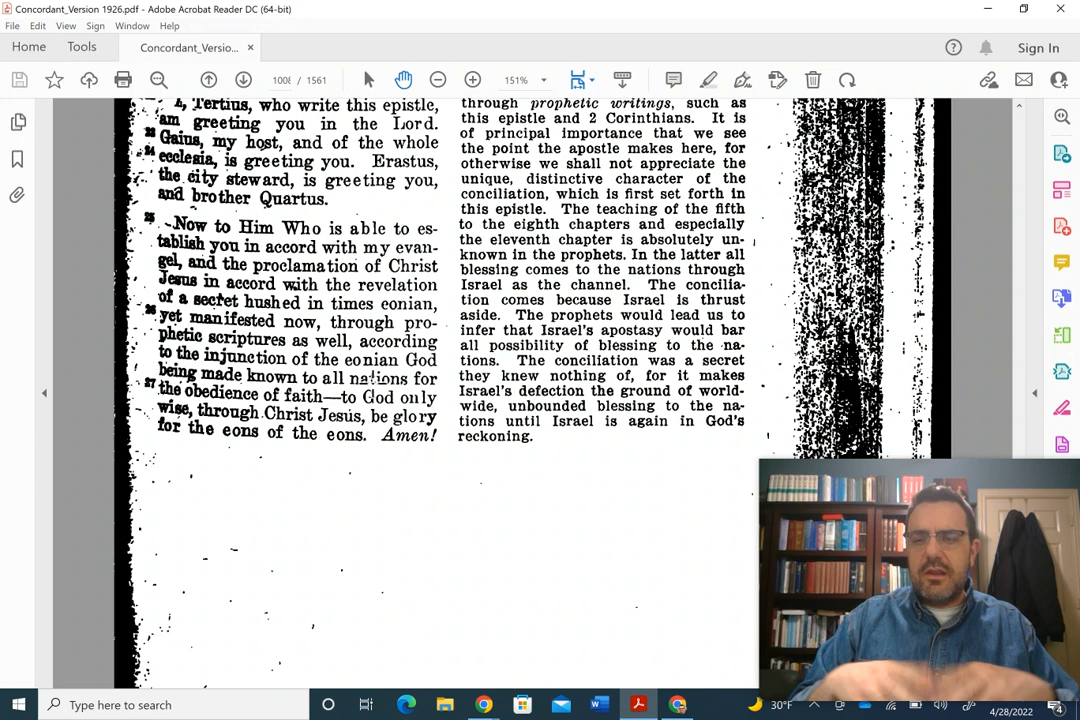 Concordant_Version 1926.pdf - Adobe Acrobat Reader DC (64-bit)
File Edit View Sign Window Help
Home Tools Concordant_Versio... × Sign In
1008 / 1561 151%
I, Tertius, who write this epistle,
am greeting you in the Lord.
23 Gaius, my host, and of the whole
24 ecclesia, is greeting you. Erastus,
the city steward, is greeting you,
and brother Quartus.
25 Now to Him Who is able to es-
tablish you in accord with my evan-
gel, and the proclamation of Christ
Jesus in accord with the revelation
of a secret hushed in times eonian,
26 yet manifested now, through pro-
phetic scriptures as well, according
to the injunction of the eonian God
being made known to all nations for
27 the obedience of faith—to God only
wise, through Christ Jesus, be glory
for the eons of the eons. Amen!
through prophetic writings, such as
this epistle and 2 Corinthians. It is
of principal importance that we see
the point the apostle makes here, for
otherwise we shall not appreciate the
unique, distinctive character of the
conciliation, which is first set forth in
this epistle. The teaching of the fifth
to the eighth chapters and especially
the eleventh chapter is absolutely un-
known in the prophets. In the latter all
blessing comes to the nations through
Israel as the channel. The concilia-
tion comes because Israel is thrust
aside. The prophets would lead us to
infer that Israel's apostasy would bar
all possibility of blessing to the na-
tions. The conciliation was a secret
they knew nothing of, for it makes
Israel's defection the ground of world-
wide, unbounded blessing to the na-
tions until Israel is again in God's
reckoning.
Type here to search
30°F
4/28/2022
4